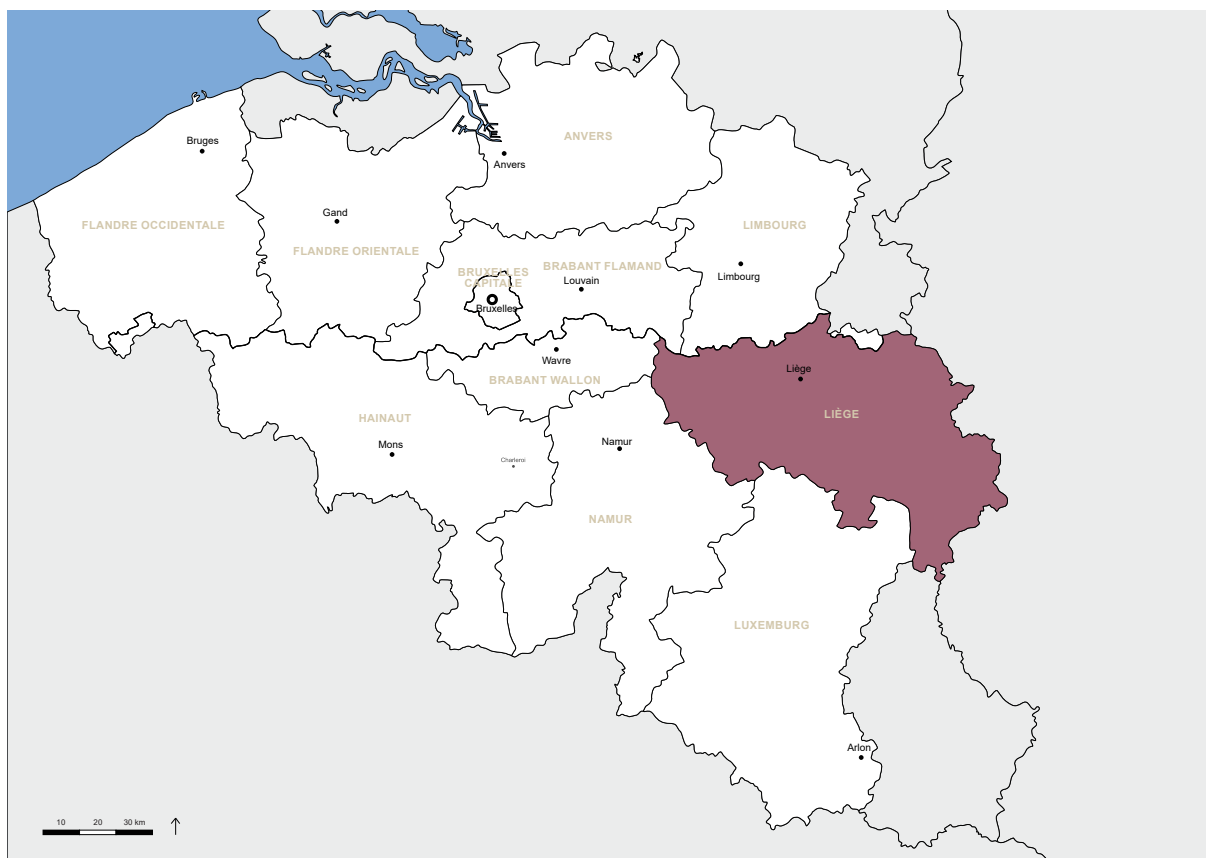 ANVERS
Bruges
Anvers
Gand
FLANDRE OCCIDENTALE
LIMBOURG
FLANDRE ORIENTALE
BRABANT FLAMAND
BRUXELLES
CAPITALE
Louvain
Limbourg
Bruxelles
Wavre
Liège
BRABANT WALLON
LIÈGE
HAINAUT
Mons
Namur
Charleroi
NAMUR
LUXEMBURG
Arlon
10 20 30 km